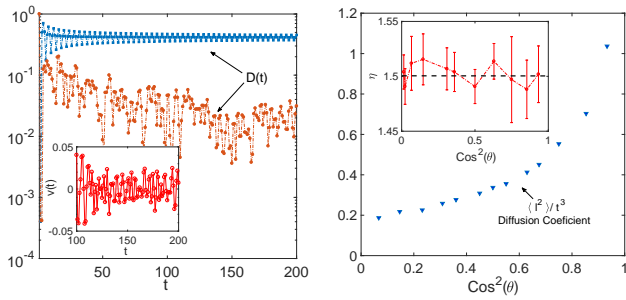 10^0
10^-1
10^-2
10^-3
10^-4
D(t)
0.05
0
-0.05
v(t)
100 150 200
t
50 100 150 200
t
1.2
1
0.8
0.6
0.4
0.2
0
1.55
1.5
1.45
η
0 0.5 1
Cos^2(θ)
⟨ l^2 ⟩/ t^3
Diffusion Coeficient
0 0.2 0.4 0.6 0.8 1
Cos^2(θ)